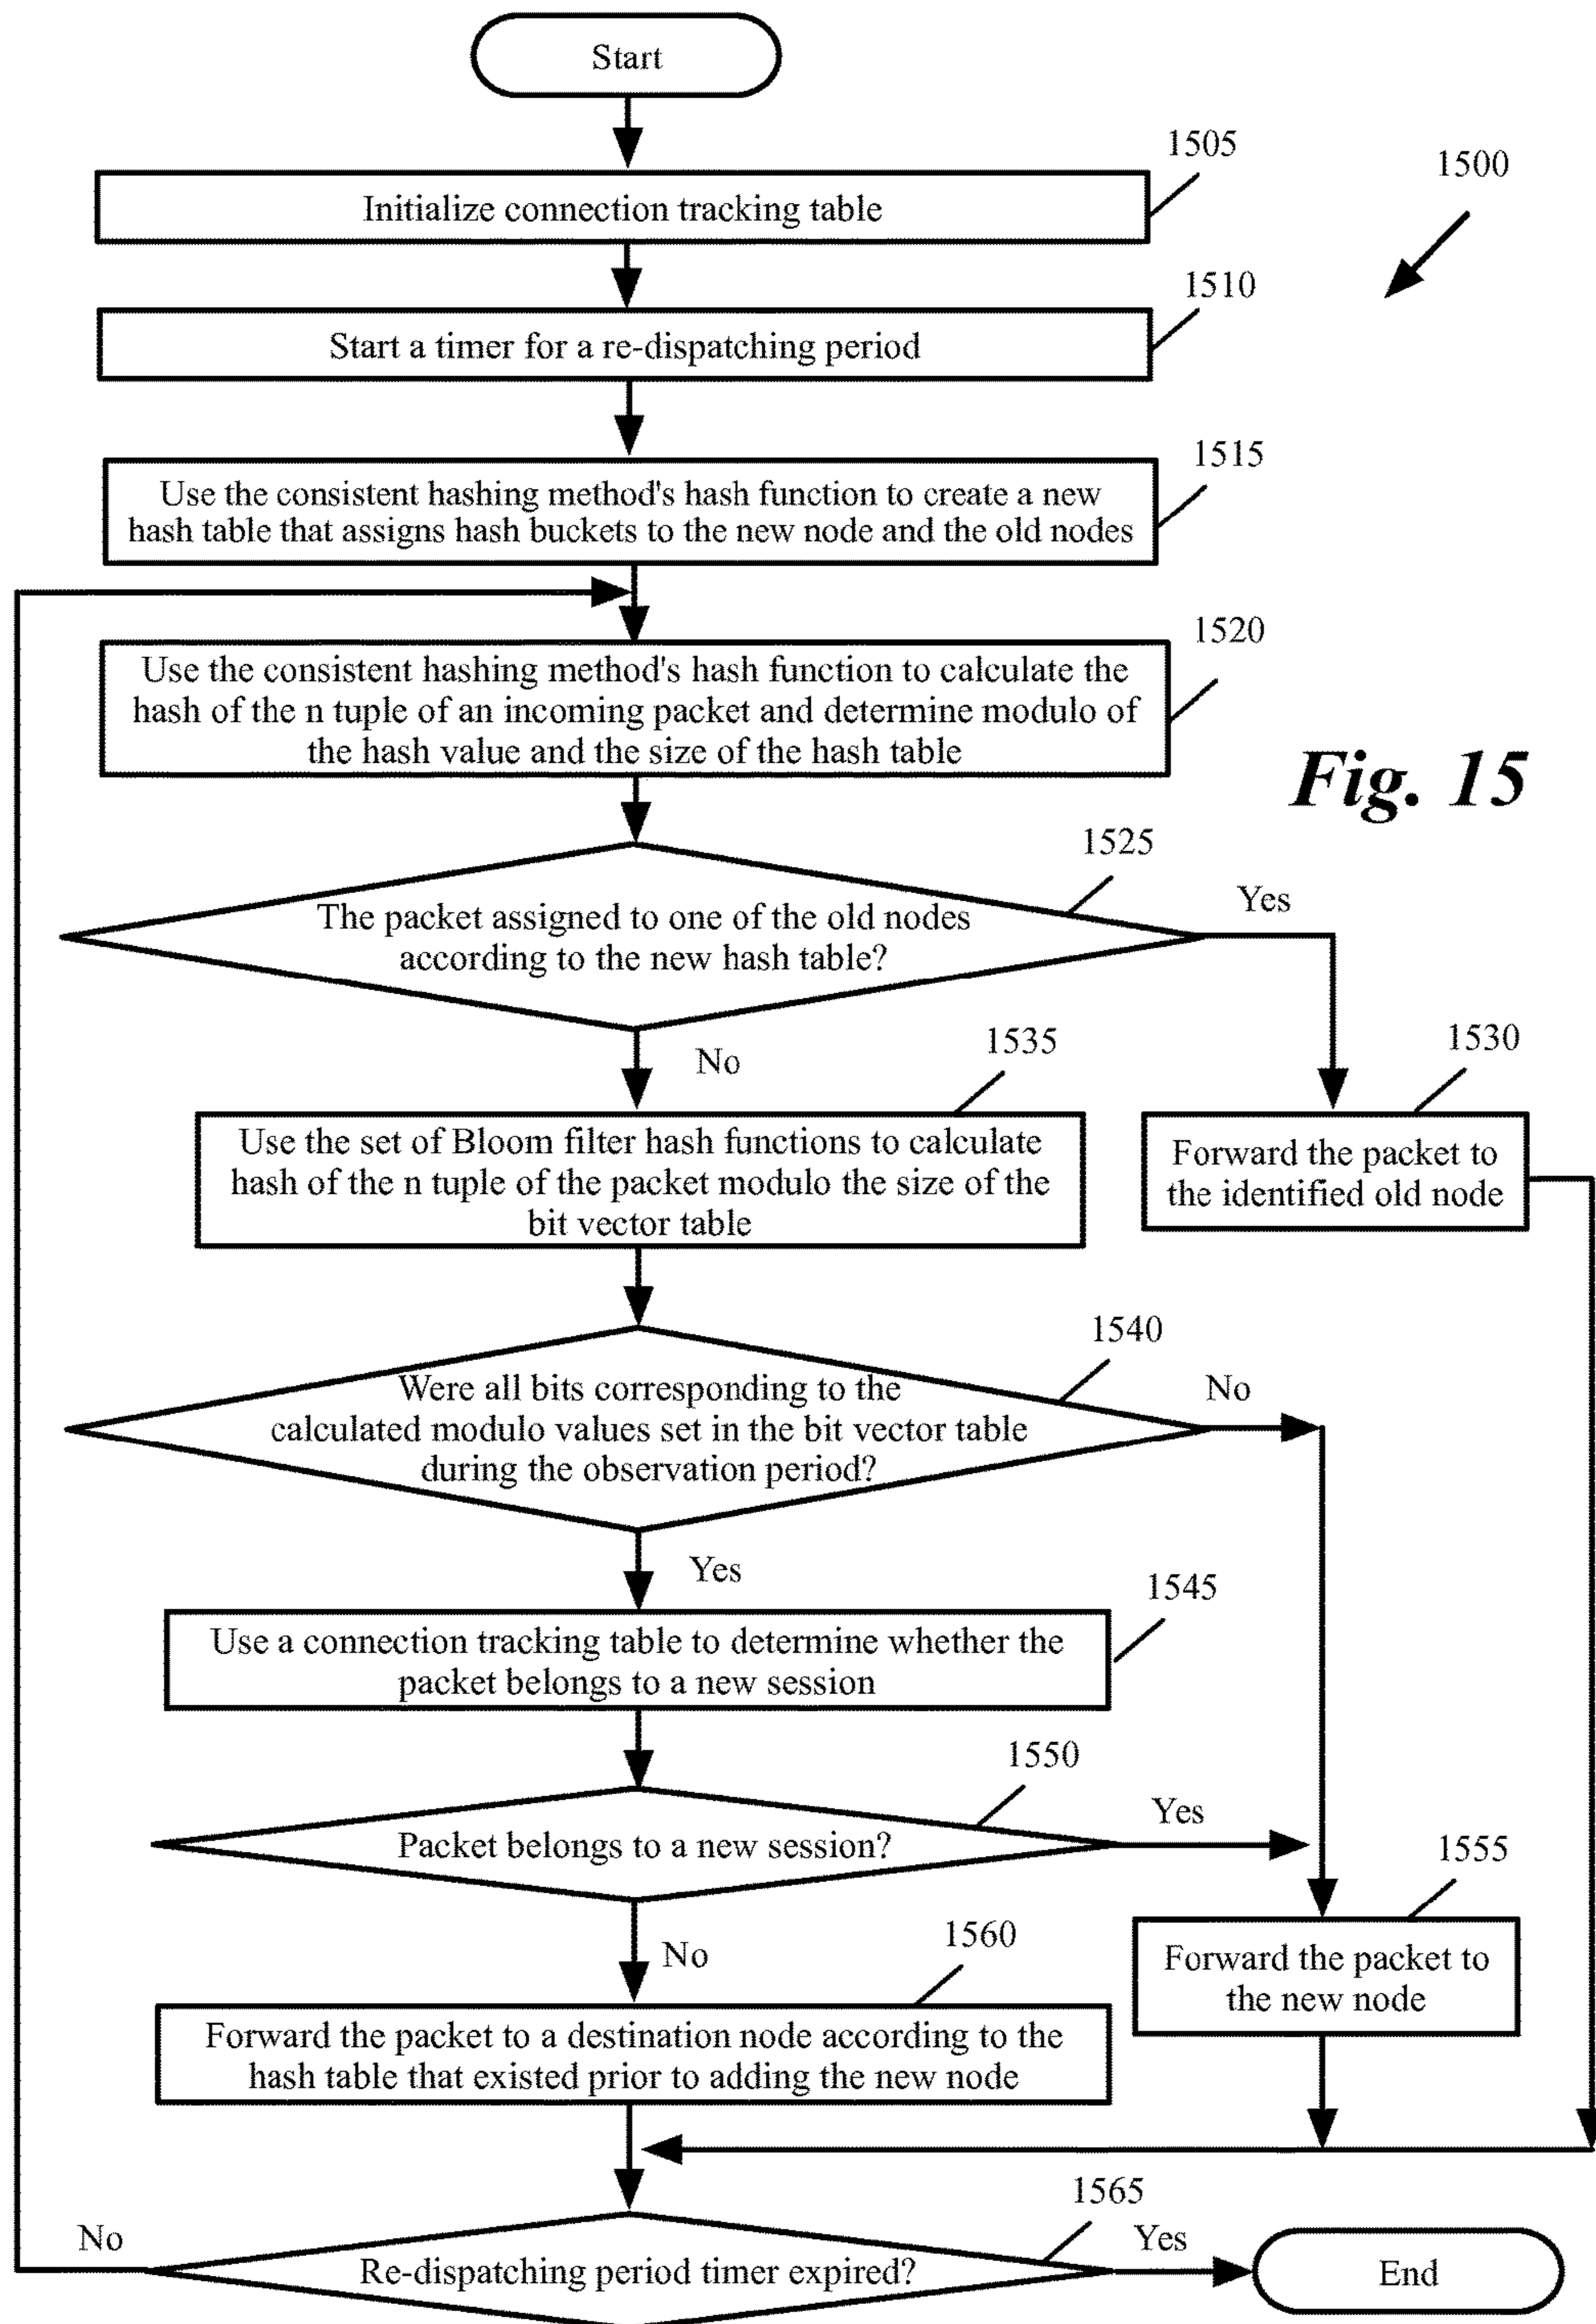 Start
1505
1500
Initialize connection tracking table
1510
Start a timer for a re-dispatching period
1515
Use the consistent hashing method's hash function to create a new
hash table that assigns hash buckets to the new node and the old nodes
1520
Use the consistent hashing method's hash function to calculate the
hash of the n tuple of an incoming packet and determine modulo of
the hash value and the size of the hash table
Fig. 15
1525
Yes
The packet assigned to one of the old nodes
according to the new hash table?
No
1535
1530
Use the set of Bloom filter hash functions to calculate
hash of the n tuple of the packet modulo the size of the
bit vector table
Forward the packet to
the identified old node
1540
No
Were all bits corresponding to the
calculated modulo values set in the bit vector table
during the observation period?
Yes
1545
Use a connection tracking table to determine whether the
packet belongs to a new session
1550
Yes
Packet belongs to a new session?
1555
No
1560
Forward the packet to
the new node
Forward the packet to a destination node according to the
hash table that existed prior to adding the new node
1565
No
Yes
Re-dispatching period timer expired?
End